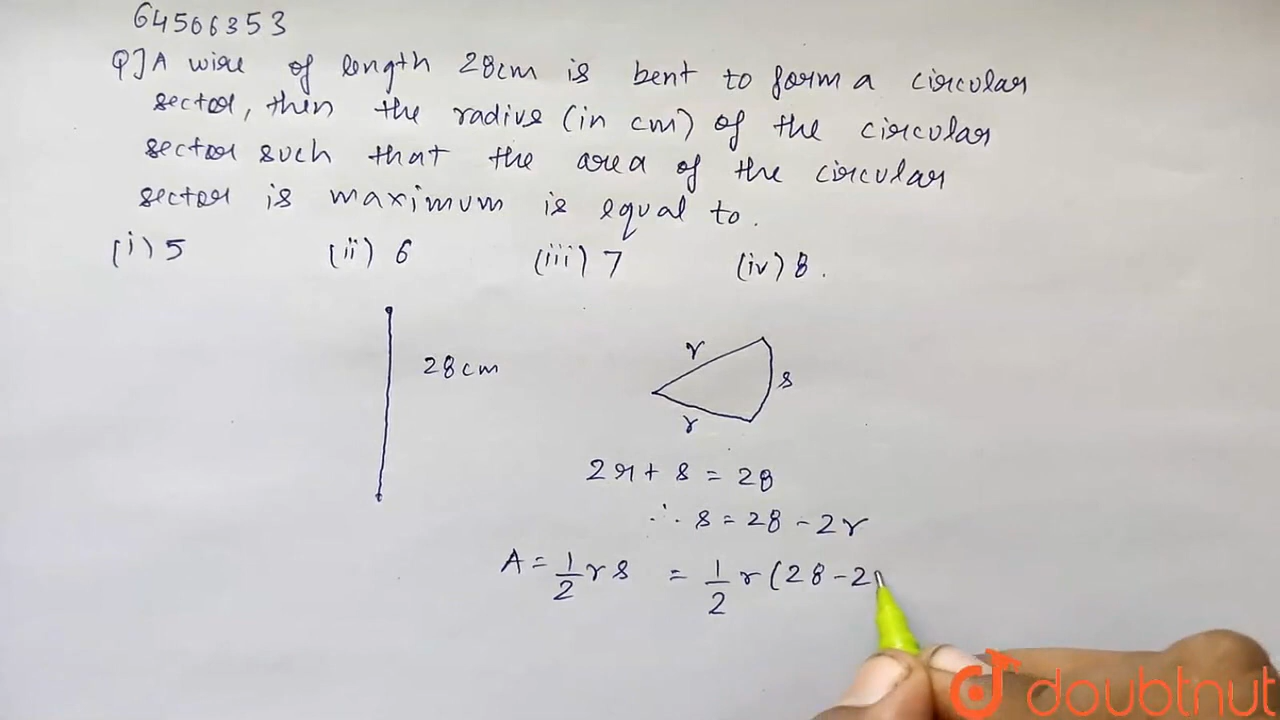 64506353
Q] A wire of length 28cm is bent to form a circular
sector, then the radius (in cm) of the circular
sector such that the area of the circular
sector is maximum is equal to.
(i) 5 (ii) 6 (iii) 7 (iv) 8.
28cm
r
s
r
2r + s = 28
∴ s = 28 - 2r
A = 1/2 r s = 1/2 r (28 - 2
doubtnut